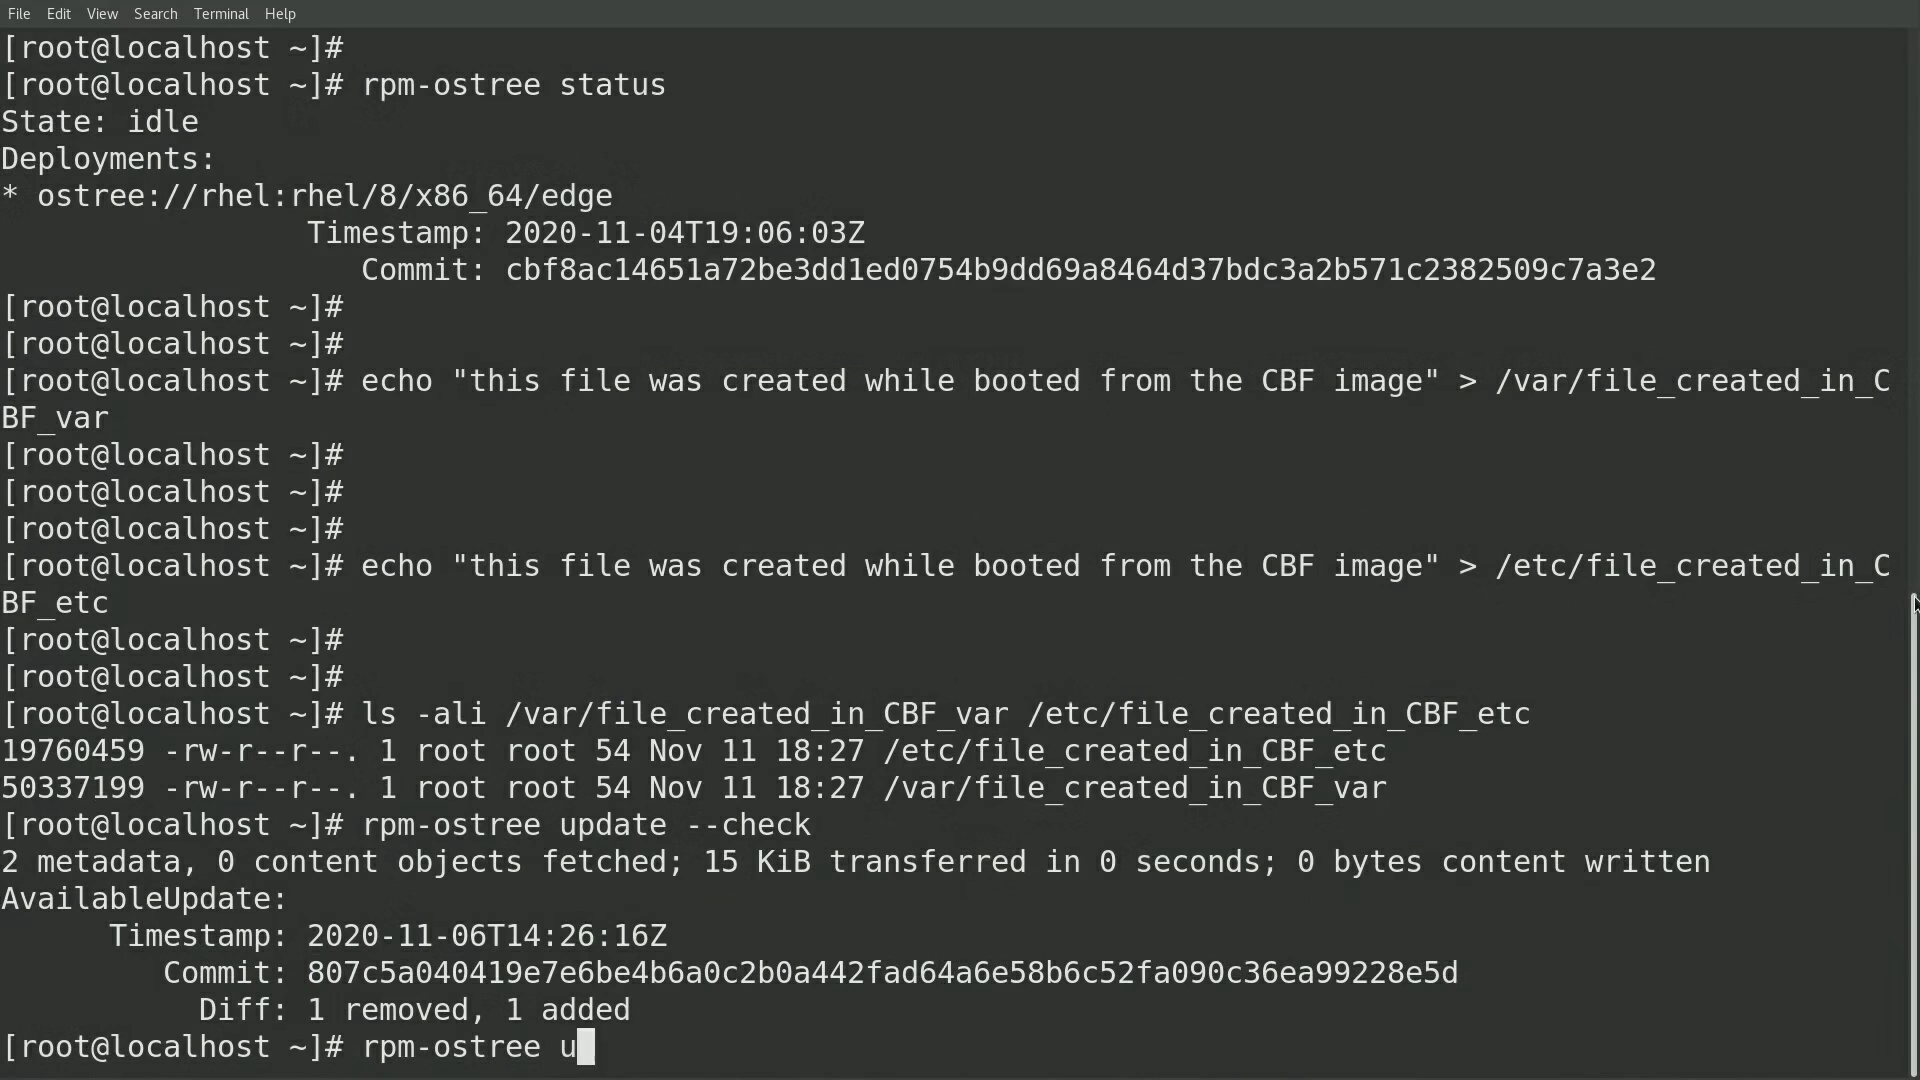 File Edit View Search Terminal Help
[root@localhost ~]#
[root@localhost ~]# rpm-ostree status
State: idle
Deployments:
* ostree://rhel:rhel/8/x86_64/edge
Timestamp: 2020-11-04T19:06:03Z
Commit: cbf8ac14651a72be3dd1ed0754b9dd69a8464d37bdc3a2b571c2382509c7a3e2
[root@localhost ~]#
[root@localhost ~]#
[root@localhost ~]# echo "this file was created while booted from the CBF image" > /var/file_created_in_C
BF_var
[root@localhost ~]#
[root@localhost ~]#
[root@localhost ~]#
[root@localhost ~]# echo "this file was created while booted from the CBF image" > /etc/file_created_in_C
BF_etc
[root@localhost ~]#
[root@localhost ~]#
[root@localhost ~]# ls -ali /var/file_created_in_CBF_var /etc/file_created_in_CBF_etc
19760459 -rw-r--r--. 1 root root 54 Nov 11 18:27 /etc/file_created_in_CBF_etc
50337199 -rw-r--r--. 1 root root 54 Nov 11 18:27 /var/file_created_in_CBF_var
[root@localhost ~]# rpm-ostree update --check
2 metadata, 0 content objects fetched; 15 KiB transferred in 0 seconds; 0 bytes content written
AvailableUpdate:
Timestamp: 2020-11-06T14:26:16Z
Commit: 807c5a040419e7e6be4b6a0c2b0a442fad64a6e58b6c52fa090c36ea99228e5d
Diff: 1 removed, 1 added
[root@localhost ~]# rpm-ostree u